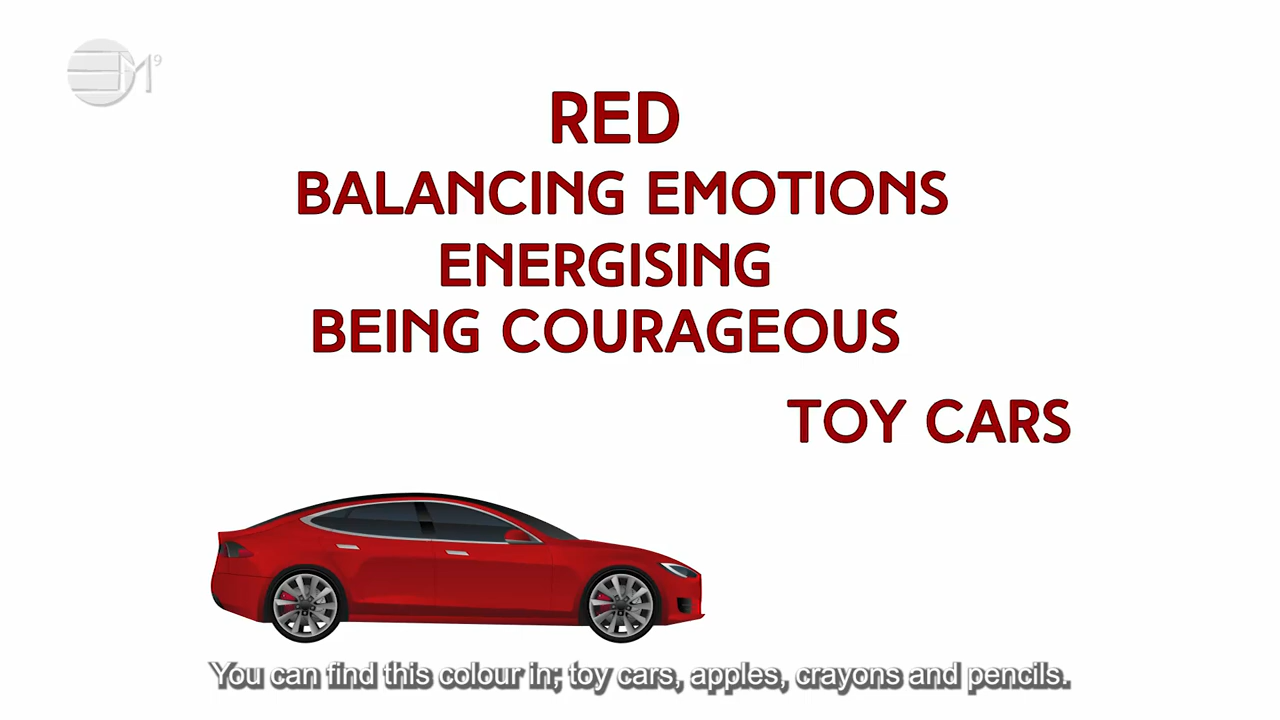 EM9
RED
BALANCING EMOTIONS
ENERGISING
BEING COURAGEOUS
TOY CARS
You can find this colour in; toy cars, apples, crayons and pencils.